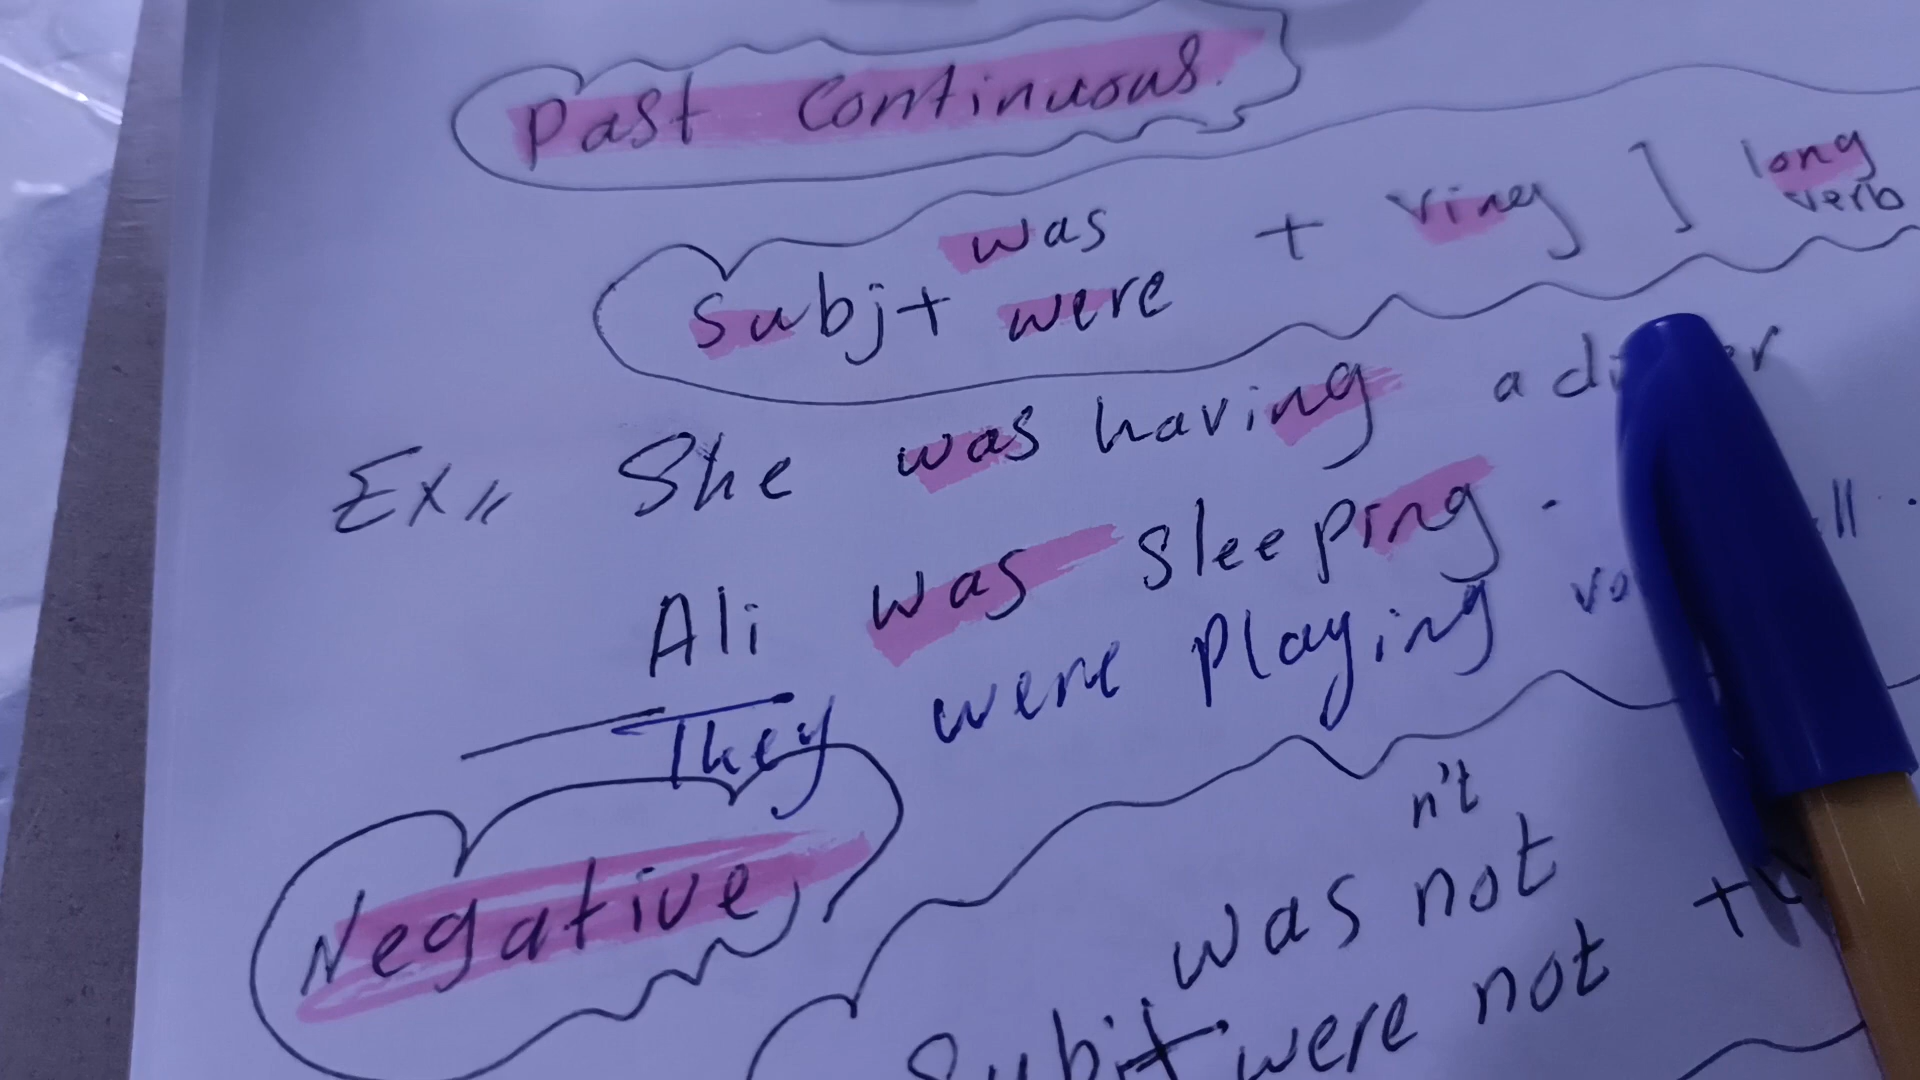 Past Continuous.
was
Subj+ were + ving ] long verb
Ex,, She was having a
Ali was sleeping.
They were playing
Negative
n't
was not
Subj+ were not +